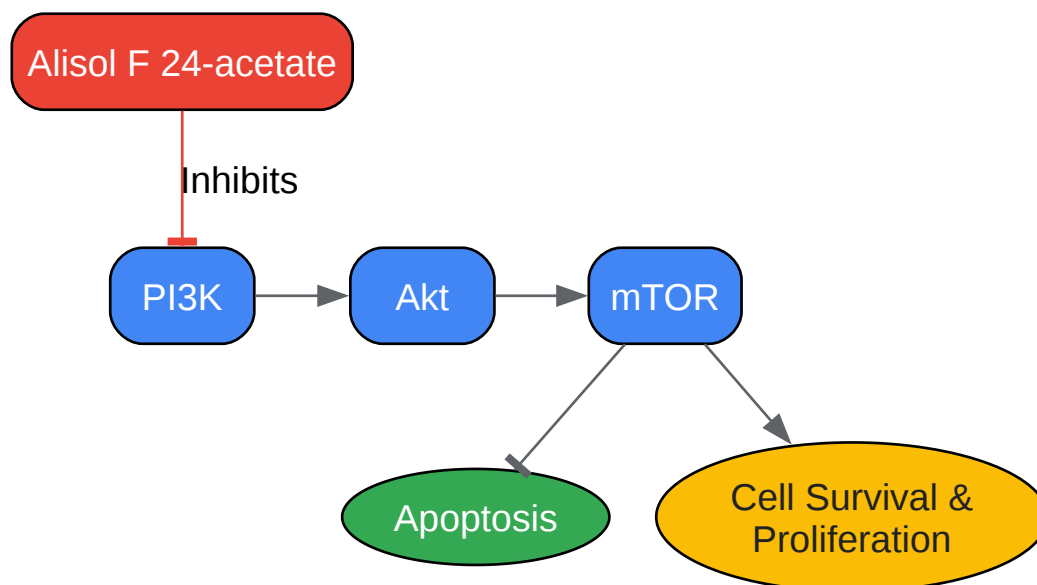 Alisol F 24-acetate
Inhibits
PI3K
Akt
mTOR
Apoptosis
Cell Survival &
Proliferation